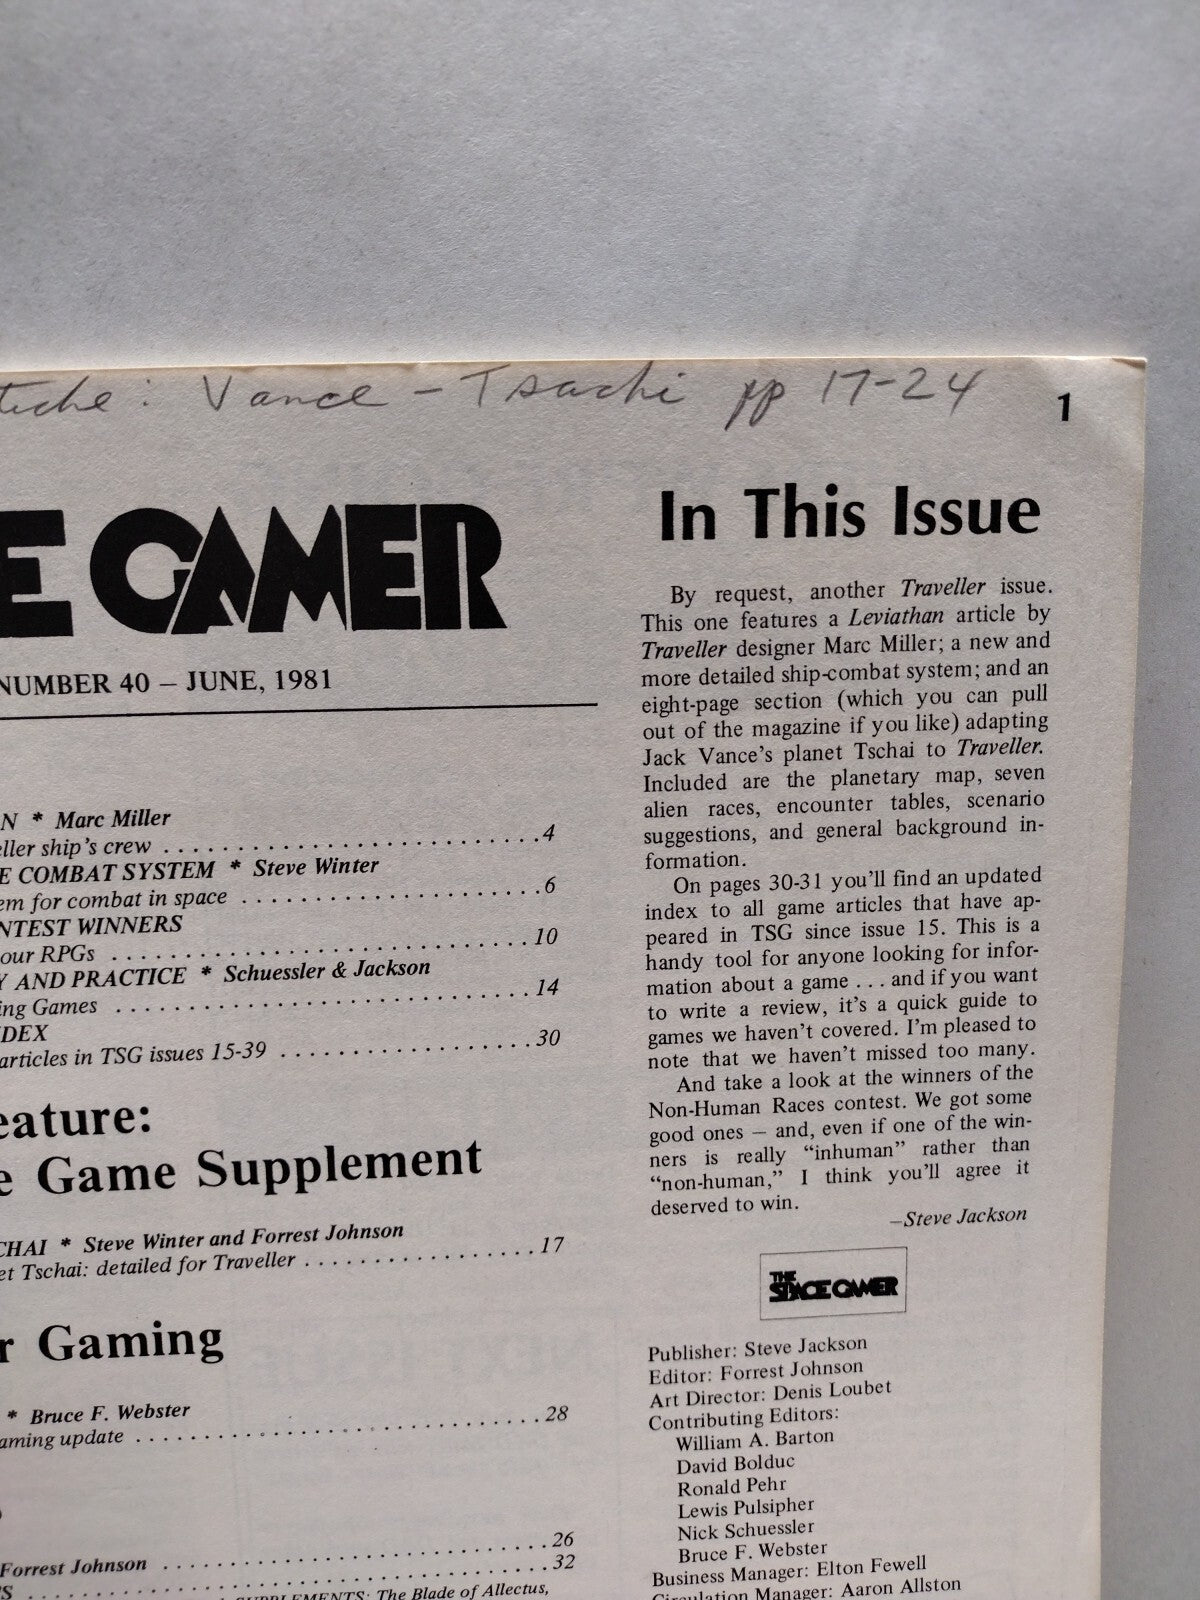 : Vance - Tsachi pp 17-24
1
GAMER
NUMBER 40 – JUNE, 1981
* Marc Miller
ship's crew . . . . . . . . . . . . . . . . . . . . . . . . . . . . . . 4
COMBAT SYSTEM * Steve Winter
for combat in space . . . . . . . . . . . . . . . . . . . . . . . . 6
WINNERS
our RPGs . . . . . . . . . . . . . . . . . . . . . . . . . . . . . . . . 10
AND PRACTICE * Schuessler & Jackson
Games . . . . . . . . . . . . . . . . . . . . . . . . . . . . . . . . 14
articles in TSG issues 15-39 . . . . . . . . . . . . . . . . . . . 30
Game Supplement
* Steve Winter and Forrest Johnson
Tschai: detailed for Traveller . . . . . . . . . . . . . . . . . . 17
Gaming
* Bruce F. Webster
update . . . . . . . . . . . . . . . . . . . . . . . . . . . . . . . . 28
26
Forrest Johnson . . . . . . . . . . . . . . . . . . . . . . . . . . . 32
SUPPLEMENTS: The Blade of Allectus,
In This Issue
By request, another Traveller issue.
This one features a Leviathan article by
Traveller designer Marc Miller; a new and
more detailed ship-combat system; and an
eight-page section (which you can pull
out of the magazine if you like) adapting
Jack Vance's planet Tschai to Traveller.
Included are the planetary map, seven
alien races, encounter tables, scenario
suggestions, and general background in-
formation.
On pages 30-31 you'll find an updated
index to all game articles that have ap-
peared in TSG since issue 15. This is a
handy tool for anyone looking for infor-
mation about a game . . . and if you want
to write a review, it's a quick guide to
games we haven't covered. I'm pleased to
note that we haven't missed too many.
And take a look at the winners of the
Non-Human Races contest. We got some
good ones – and, even if one of the win-
ners is really “inhuman” rather than
“non-human,” I think you'll agree it
deserved to win.
–Steve Jackson
THE
SPACE GAMER
Publisher: Steve Jackson
Editor: Forrest Johnson
Art Director: Denis Loubet
Contributing Editors:
William A. Barton
David Bolduc
Ronald Pehr
Lewis Pulsipher
Nick Schuessler
Bruce F. Webster
Business Manager: Elton Fewell
Circulation Manager: Aaron Allston